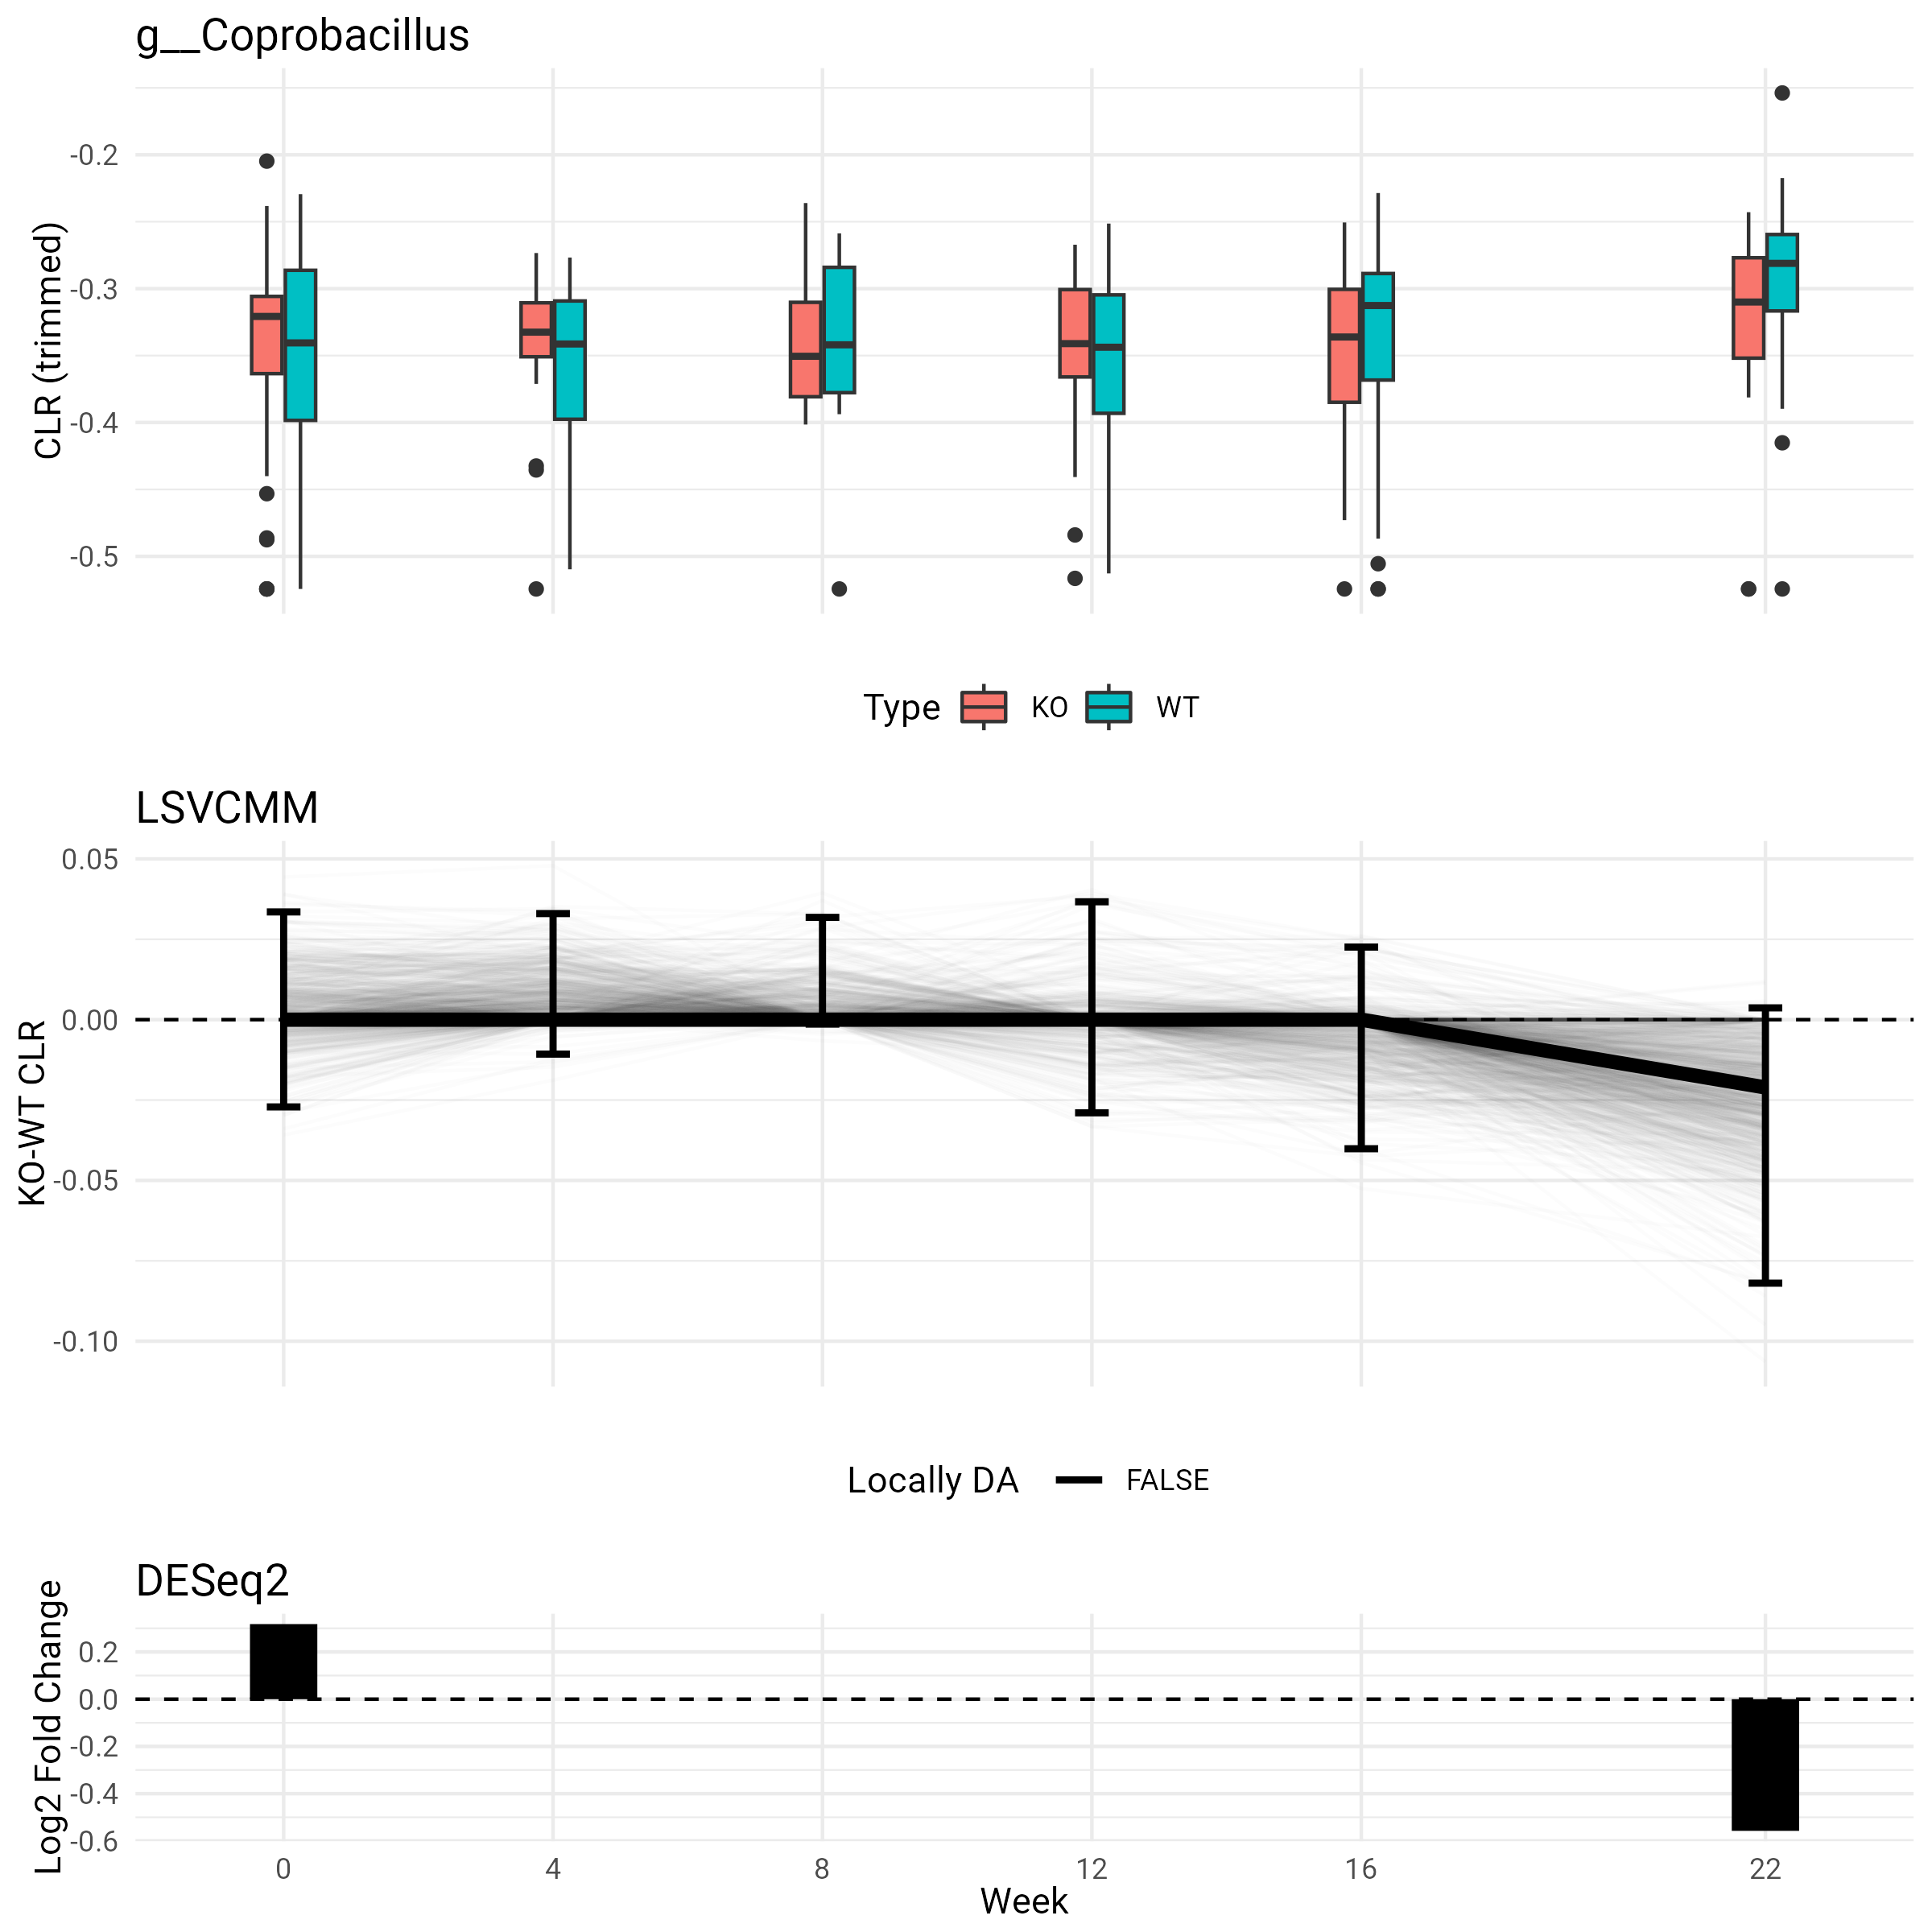 g__Coprobacillus
CLR (trimmed)
-0.2
-0.3
-0.4
-0.5
Type KO WT
LSVCMM
KO-WT CLR
0.05
0.00
-0.05
-0.10
Locally DA FALSE
DESeq2
Log2 Fold Change
0.2
0.0
-0.2
-0.4
-0.6
0 4 8 12 16 22
Week